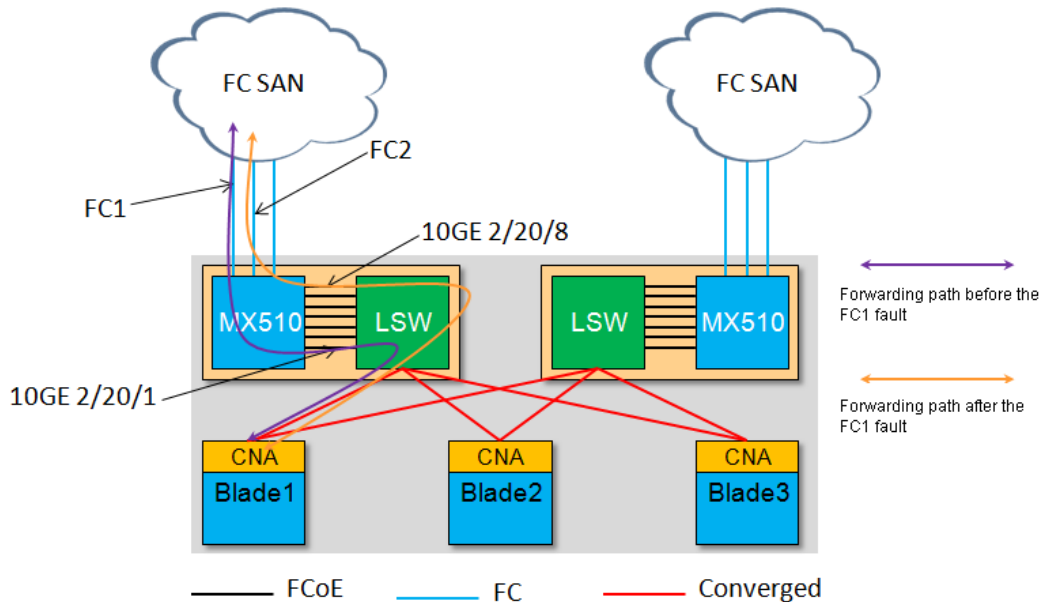 FC SAN
FC SAN
FC1
FC2
10GE 2/20/8
MX510
LSW
LSW
MX510
10GE 2/20/1
Forwarding path before the
FC1 fault
Forwarding path after the
FC1 fault
CNA
Blade1
CNA
Blade2
CNA
Blade3
FCoE
FC
Converged